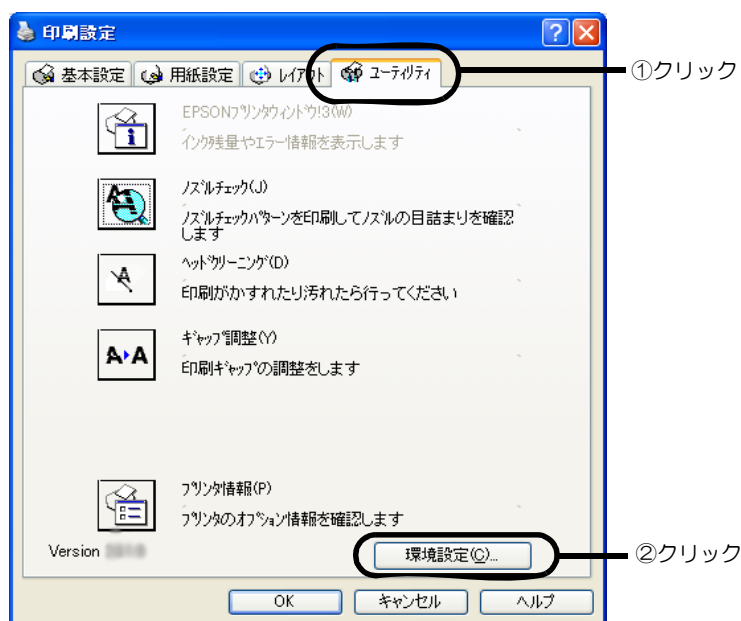 印刷設定
基本設定 用紙設定 レイアウト ユーティリティ
①クリック
EPSONプリンタウィンドウ!3(W)
インク残量やエラー情報を表示します
ノズルチェック(J)
ノズルチェックパターンを印刷してノズルの目詰まりを確認
します
ヘッドクリーニング(D)
印刷がかすれたり汚れたら行ってください
ギャップ調整(Y)
印刷ギャップの調整をします
プリンタ情報(P)
プリンタのオプション情報を確認します
Version
環境設定(C)...
②クリック
OK キャンセル ヘルプ